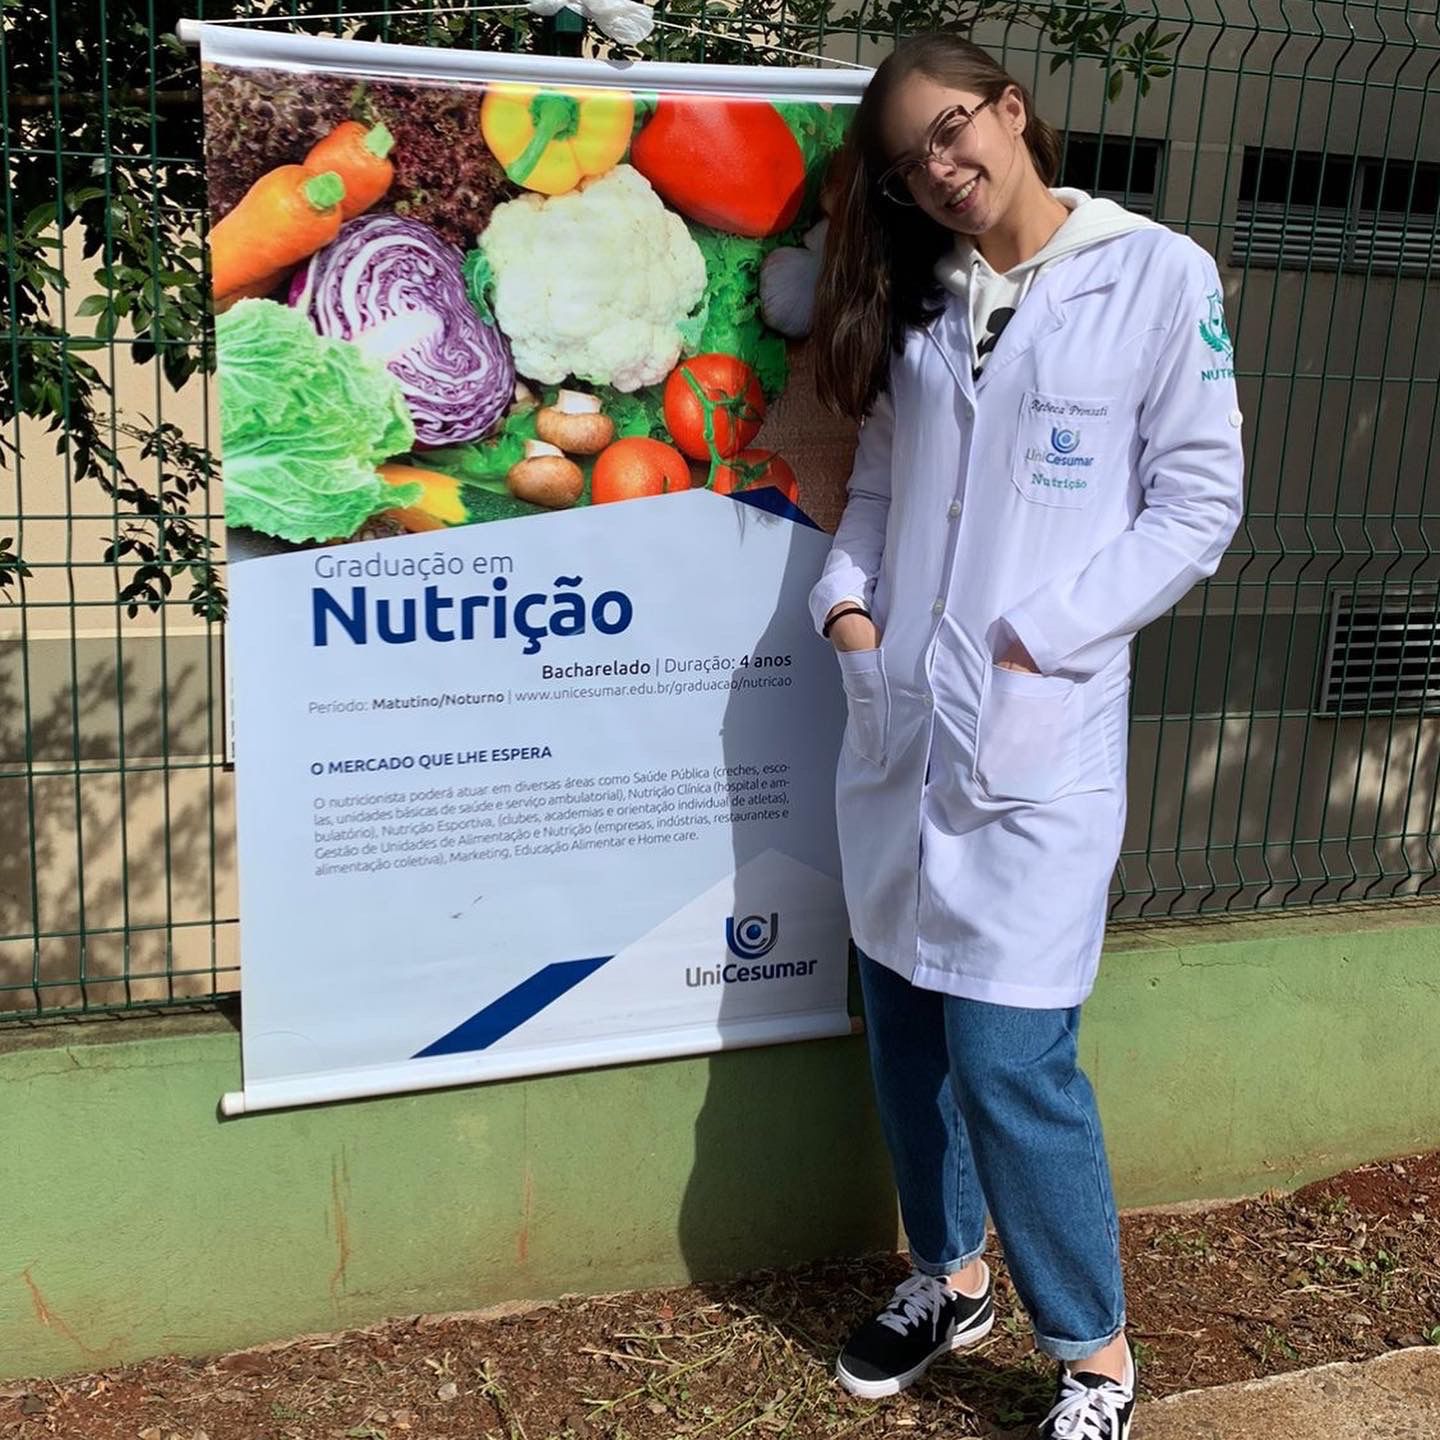 Graduação em
Nutrição
Bacharelado | Duração: 4 anos
Período: Matutino/Noturno | www.unicesumar.edu.br/graduacao/nutricao
O MERCADO QUE LHE ESPERA
O nutricionista poderá atuar em diversas áreas como Saúde Pública (creches, esco-
las, unidades básicas de saúde e serviço ambulatorial), Nutrição Clínica (hospital e am-
bulatório), Nutrição Esportiva, (clubes, academias e orientação individual de atletas),
Gestão de Unidades de Alimentação e Nutrição (empresas, indústrias, restaurantes e
alimentação coletiva), Marketing, Educação Alimentar e Home care.
UniCesumar
Rebeca
UniCesumar
Nutrição